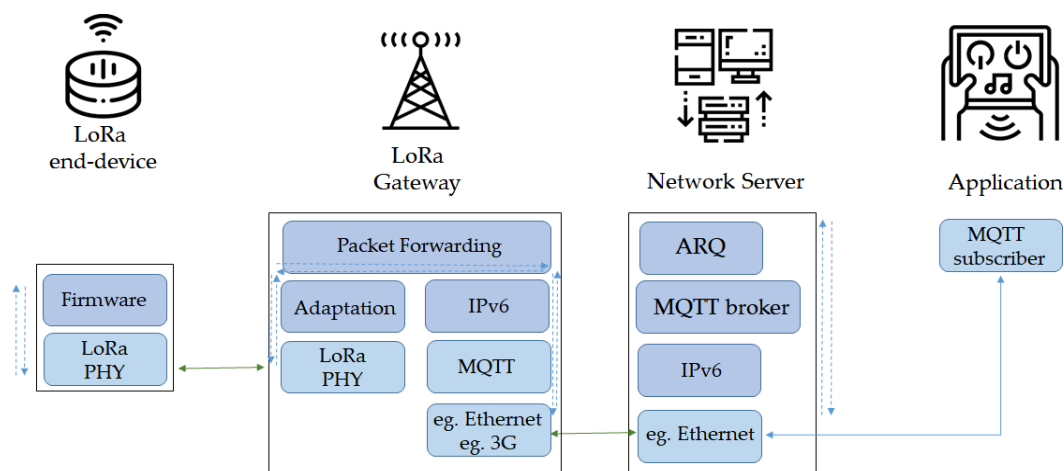 LoRa
end-device
LoRa
Gateway
Network Server
Application
Packet Forwarding
ARQ
MQTT
subscriber
Firmware
Adaptation
IPv6
MQTT broker
LoRa
PHY
LoRa
PHY
MQTT
IPv6
eg. Ethernet
eg. 3G
eg. Ethernet